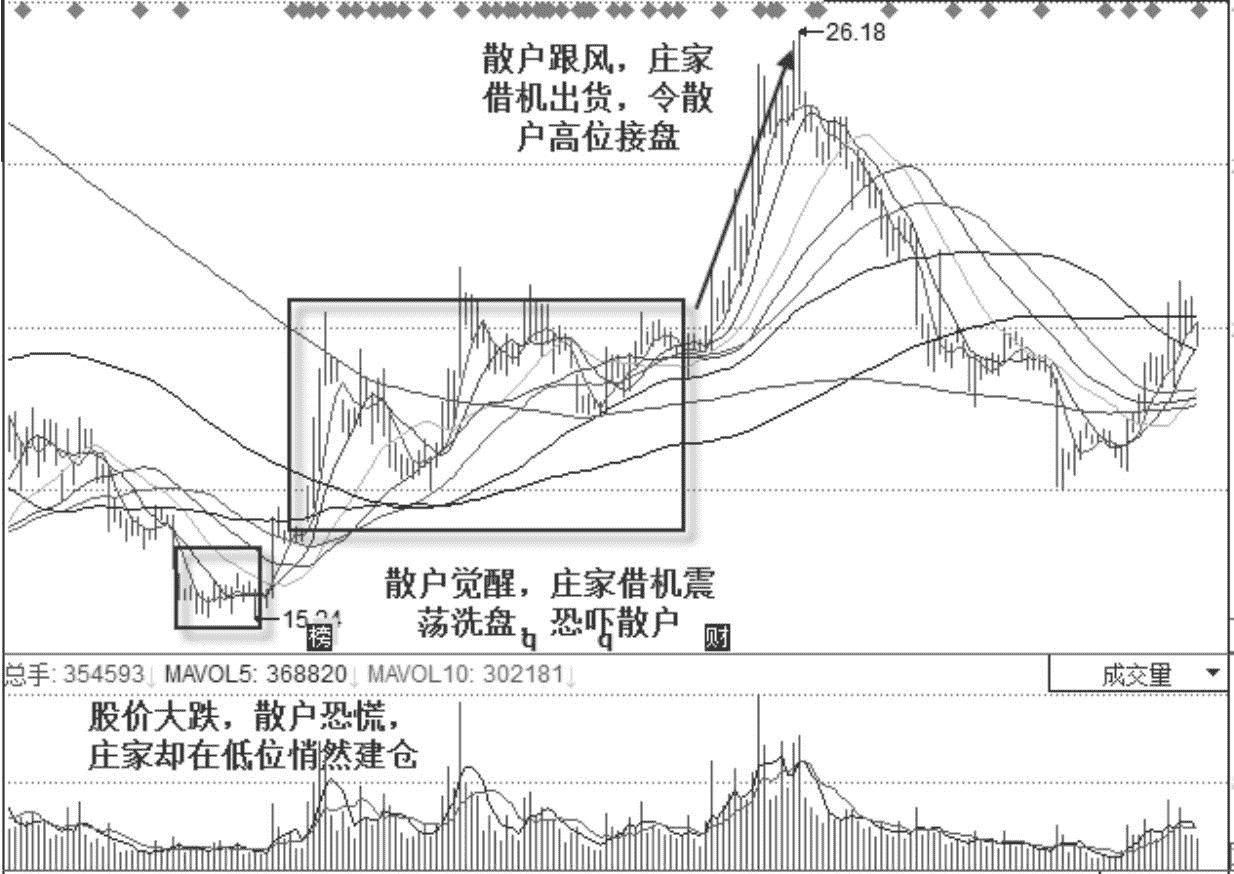 26.18
散户跟风，庄家
借机出货，令散
户高位接盘
散户觉醒，庄家借机震
荡洗盘，恐吓散户
15.24
榜
q
q
财
总手: 354593↓ MAVOL5: 368820↓ MAVOL10: 302181↓
成交量
股价大跌，散户恐慌，
庄家却在低位悄然建仓